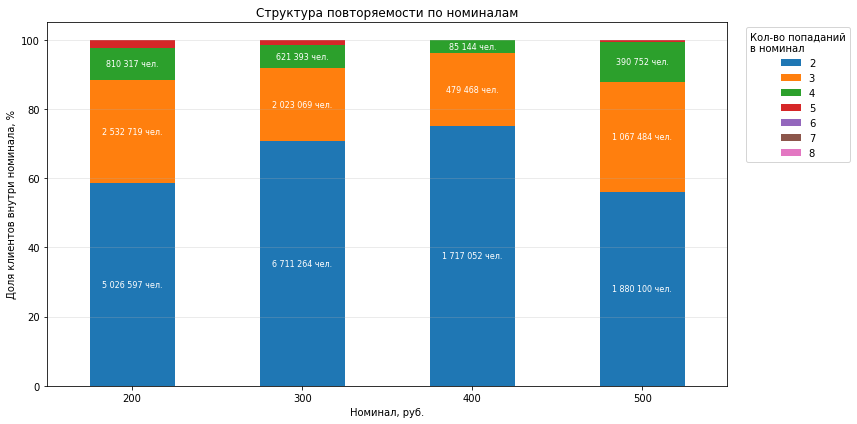 Структура повторяемости по номиналам
Доля клиентов внутри номинала, %
100
80
60
40
20
0
810 317 чел.
2 532 719 чел.
5 026 597 чел.
621 393 чел.
2 023 069 чел.
6 711 264 чел.
85 144 чел.
479 468 чел.
1 717 052 чел.
390 752 чел.
1 067 484 чел.
1 880 100 чел.
200
300
400
500
Номинал, руб.
Кол-во попаданий
в номинал
2
3
4
5
6
7
8